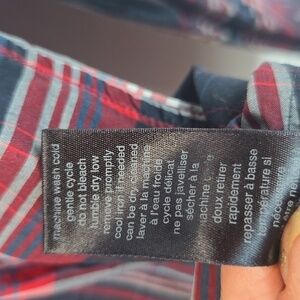 machine wash cold
gentle cycle
do not bleach
tumble dry low
remove promptly
cool iron if needed
can be dry cleaned
laver à la machine
à l'eau froide
cycle délicat
ne pas javelliser
sécher à la
machine
doux retirer
rapidement
repasser à basse
température si